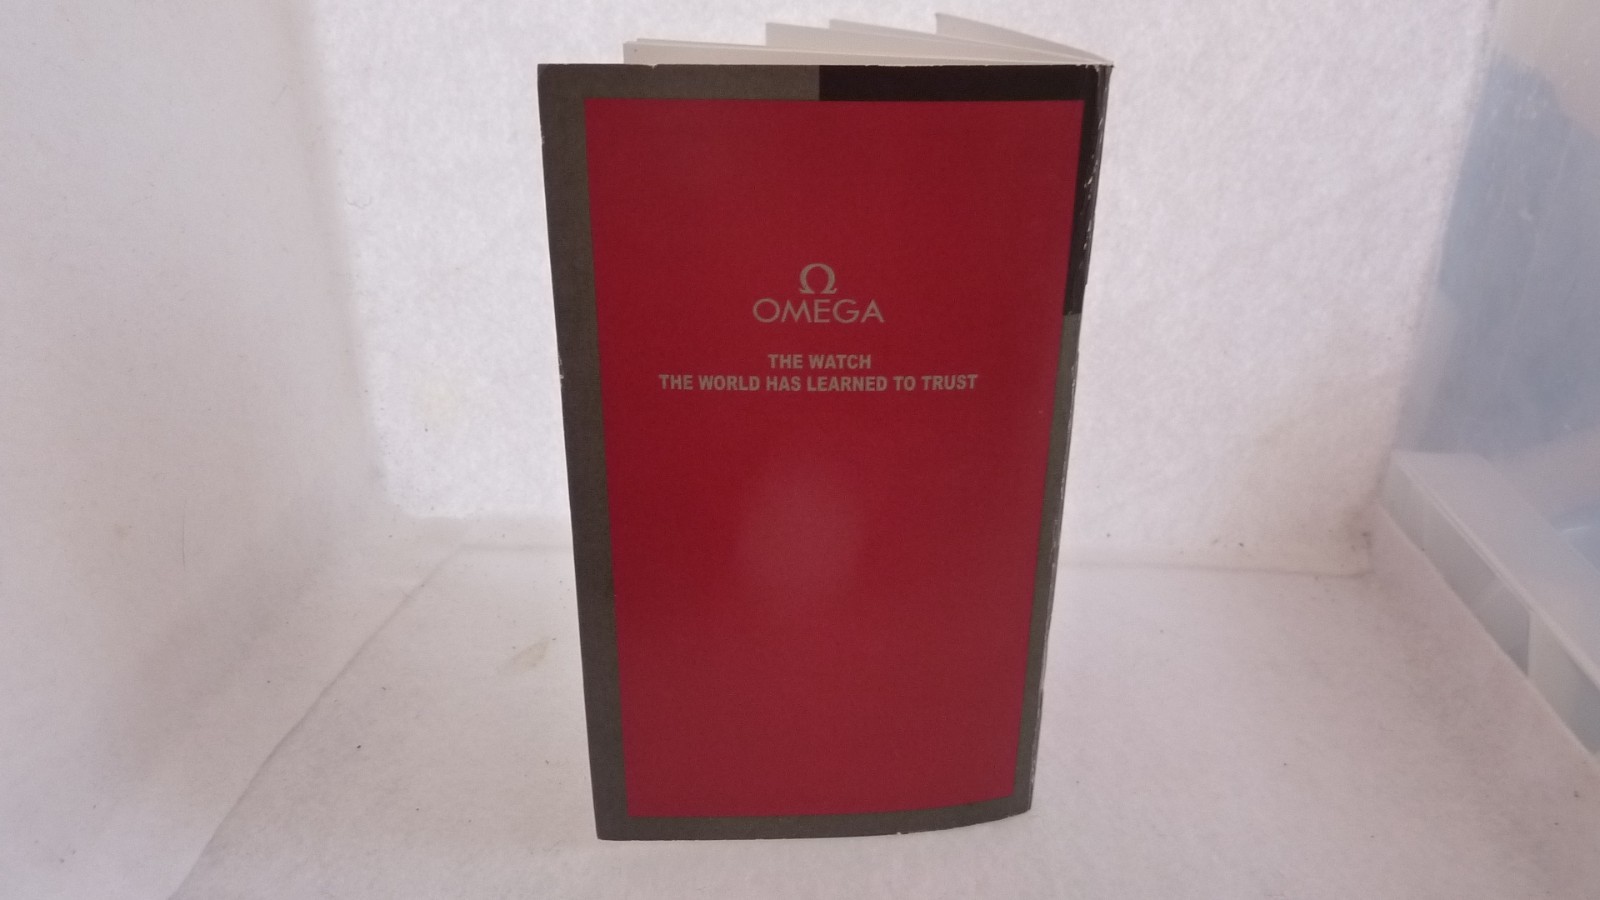 Ω
OMEGA
THE WATCH
THE WORLD HAS LEARNED TO TRUST